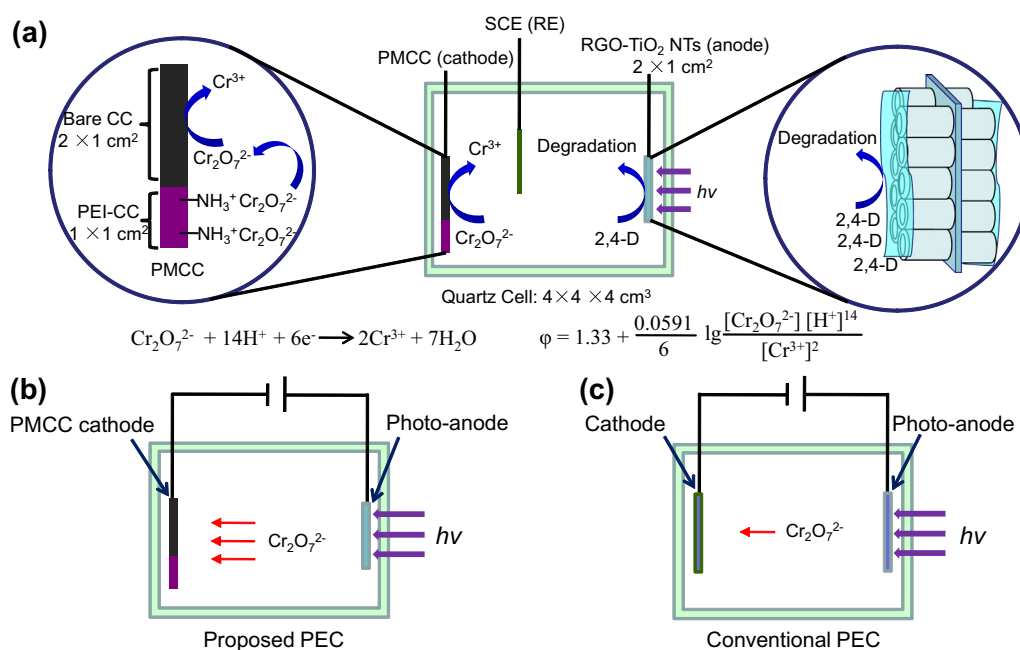 (a)
SCE (RE)
PMCC (cathode)
RGO-TiO₂ NTs (anode)
2 ×1 cm²
Bare CC
2 ×1 cm²
Cr³⁺
Cr₂O₇²⁻
PEI-CC
1 ×1 cm²
NH₃⁺Cr₂O₇²⁻
NH₃⁺Cr₂O₇²⁻
PMCC
Cr³⁺
Cr₂O₇²⁻
Degradation
2,4-D
hv
Degradation
2,4-D
2,4-D
2,4-D
Quartz Cell: 4×4 ×4 cm³
Cr₂O₇²⁻ + 14H⁺ + 6e⁻ → 2Cr³⁺ + 7H₂O
φ = 1.33 + 0.0591/6 lg [Cr₂O₇²⁻] [H⁺]¹⁴/[Cr³⁺]²
(b)
PMCC cathode
Photo-anode
Cr₂O₇²⁻
hv
Proposed PEC
(c)
Cathode
Photo-anode
Cr₂O₇²⁻
hv
Conventional PEC